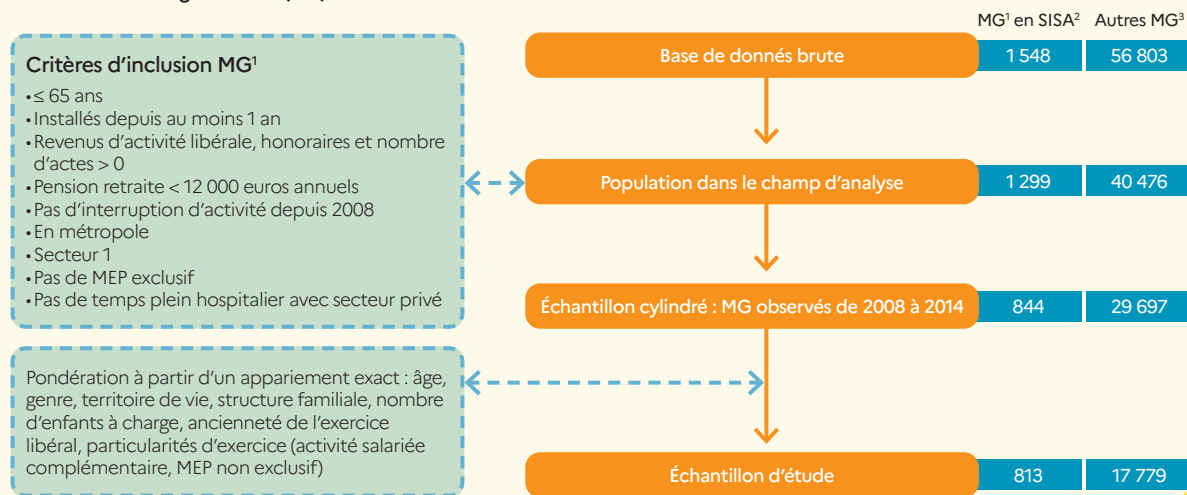 MG¹ en SISA² Autres MG³
Base de donnés brute 1 548 56 803
Critères d'inclusion MG¹
• ≤ 65 ans
• Installés depuis au moins 1 an
• Revenus d'activité libérale, honoraires et nombre
d'actes > 0
• Pension retraite < 12 000 euros annuels
• Pas d'interruption d'activité depuis 2008
• En métropole
• Secteur 1
• Pas de MEP exclusif
• Pas de temps plein hospitalier avec secteur privé
Population dans le champ d'analyse 1 299 40 476
Échantillon cylindré : MG observés de 2008 à 2014 844 29 697
Pondération à partir d'un appariement exact : âge,
genre, territoire de vie, structure familiale, nombre
d'enfants à charge, ancienneté de l'exercice
libéral, particularités d'exercice (activité salariée
complémentaire, MEP non exclusif)
Échantillon d'étude 813 17 779